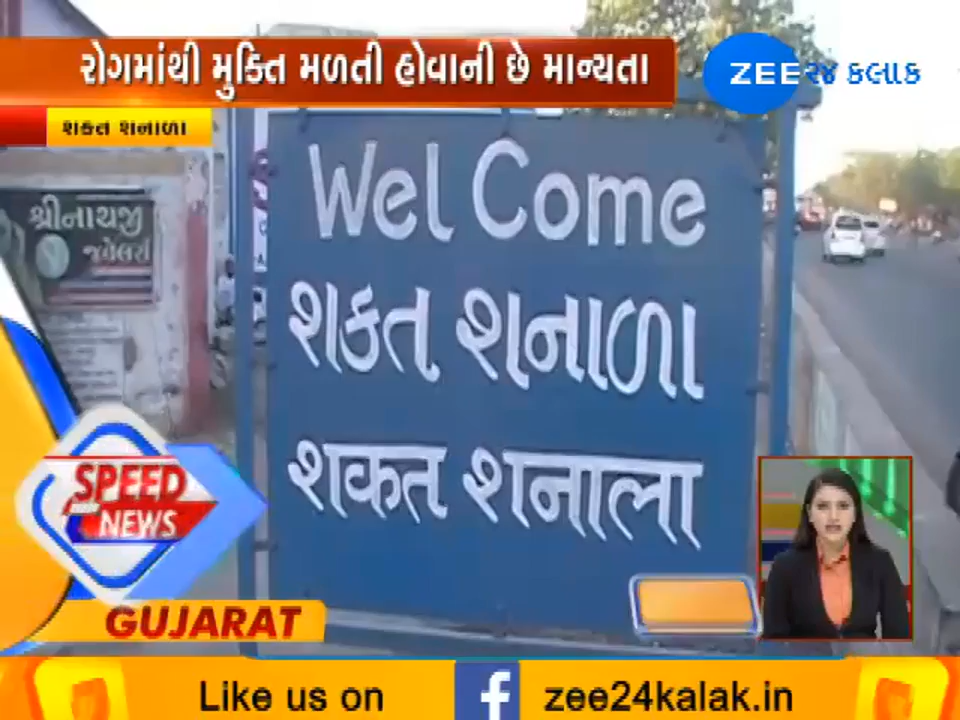 રોગમાંથી મુક્તિ મળતી હોવાની છે માન્યતા
ZEE ૨૪ કલાક
શકત શનાળા
શ્રીનાથજી
જવેલર્સ
Wel Come
શકત શનાળા
शकत शनाला
SPEED
NEWS
GUJARAT
Like us on f zee24kalak.in